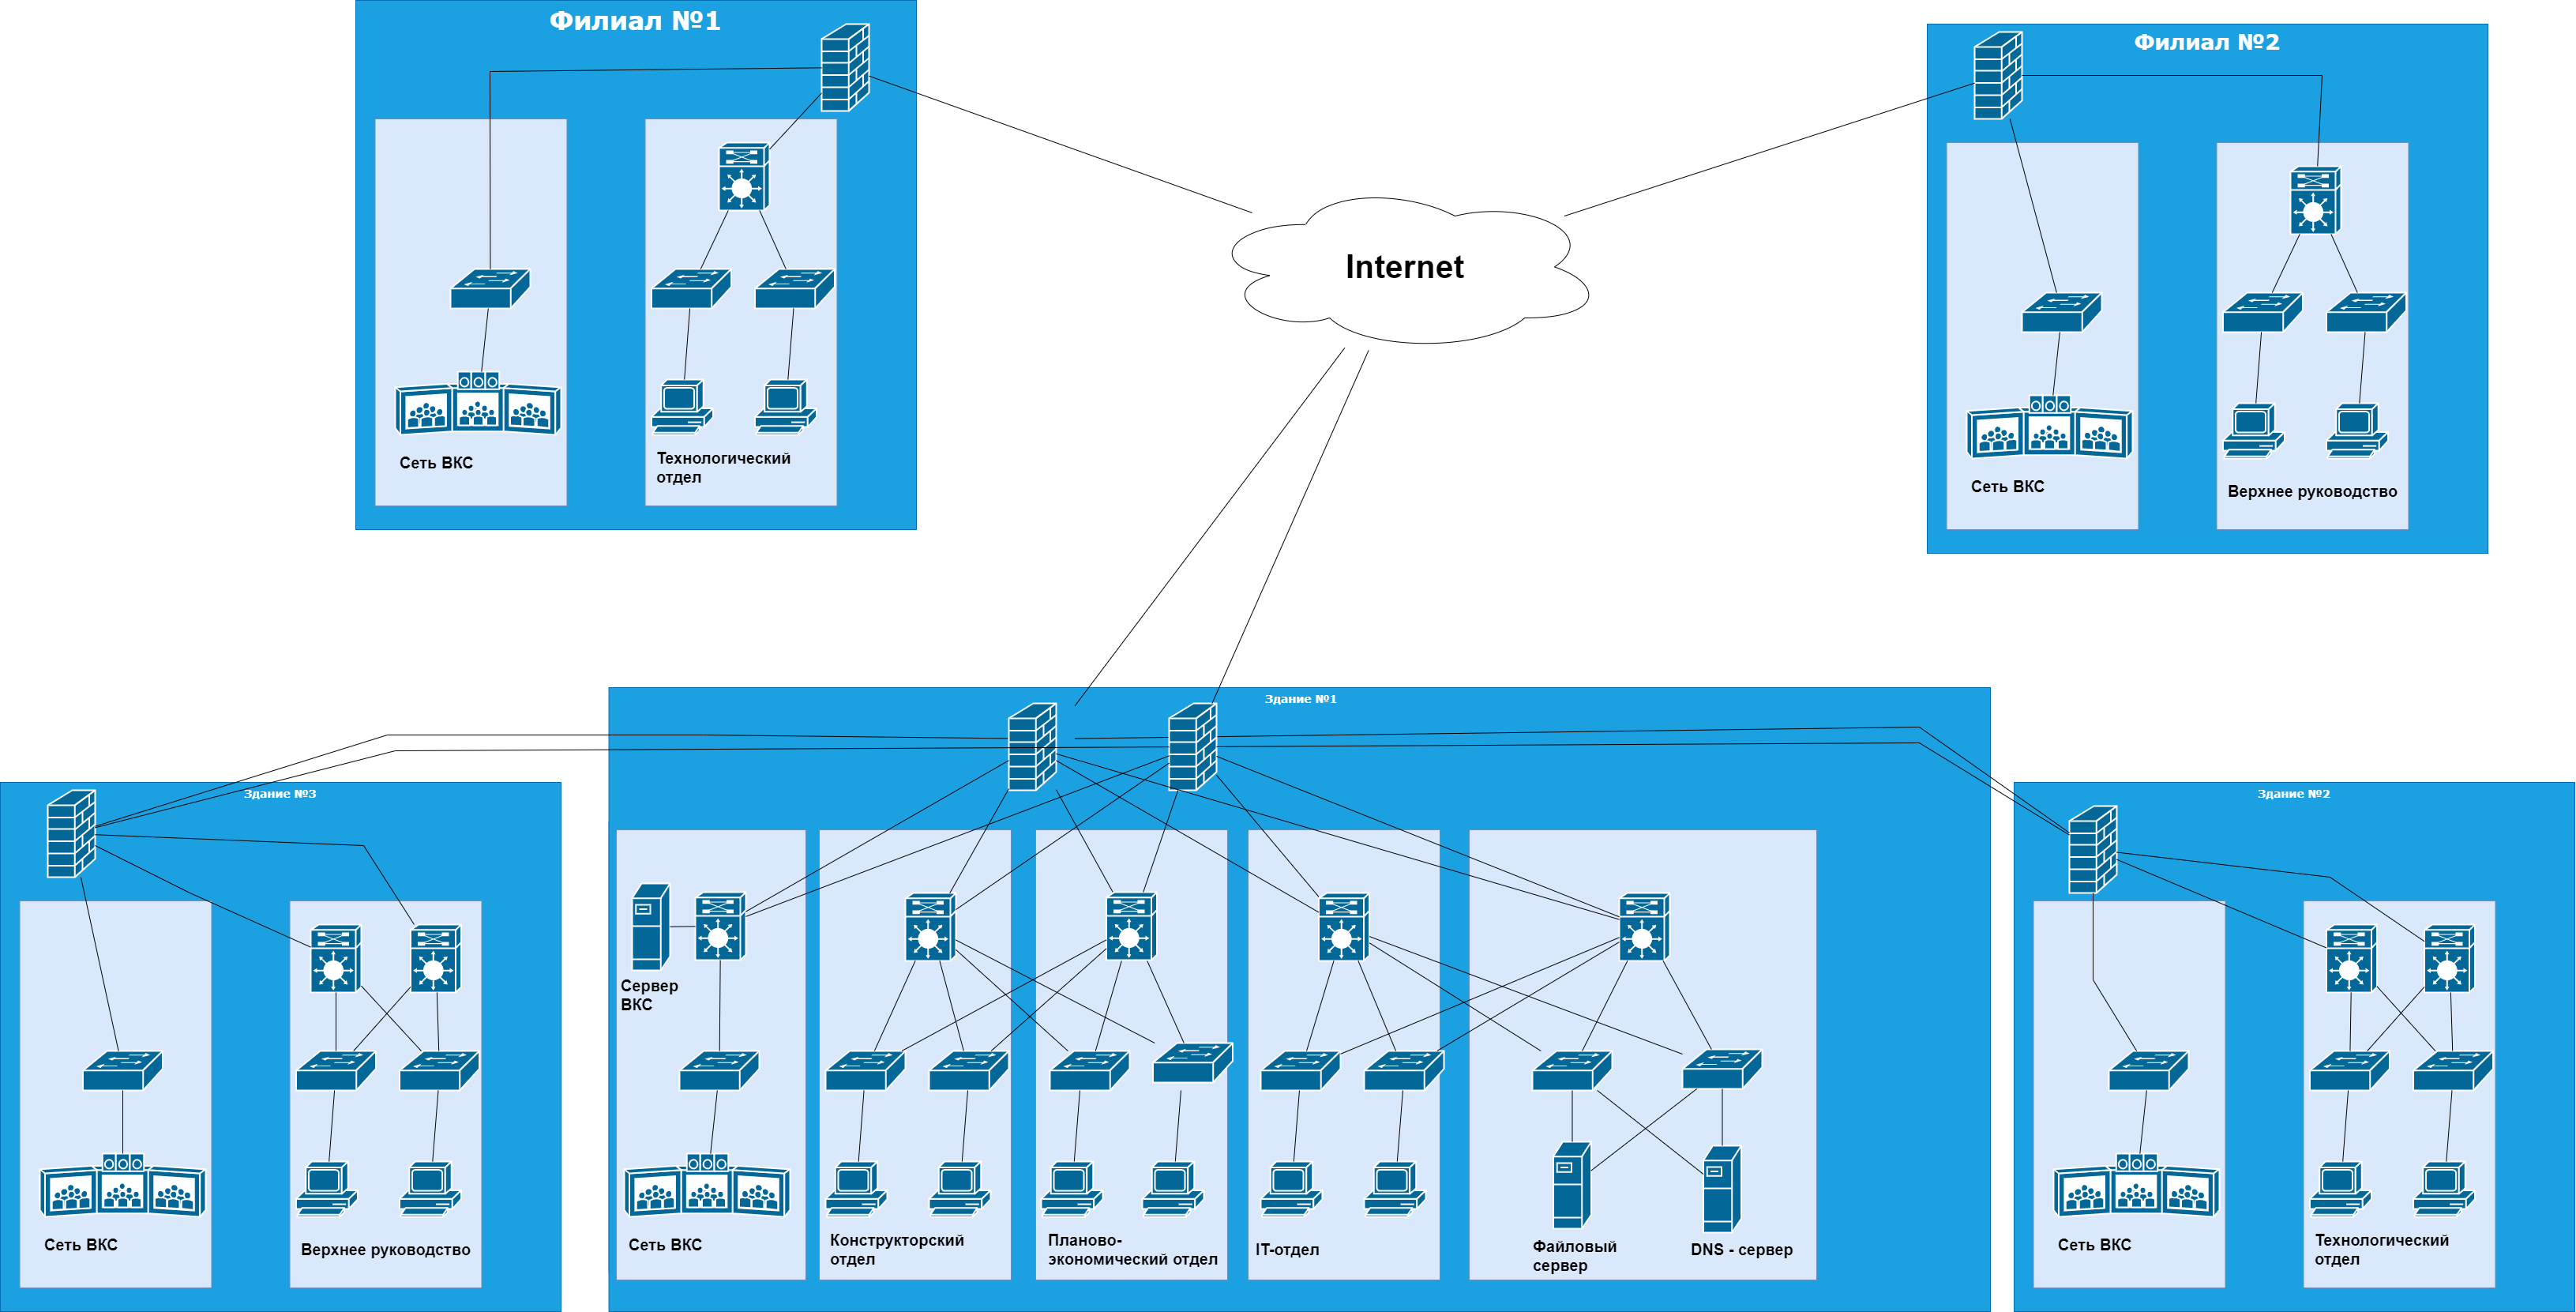 Филиал №1
Филиал №2
Internet
Сеть ВКС
Технологический
отдел
Сеть ВКС
Верхнее руководство
Здание №1
Здание №3
Здание №2
Сервер
ВКС
Сеть ВКС
Верхнее руководство
Сеть ВКС
Конструкторский
отдел
Планово-
экономический отдел
IT-отдел
Файловый
сервер
DNS - сервер
Сеть ВКС
Технологический
отдел